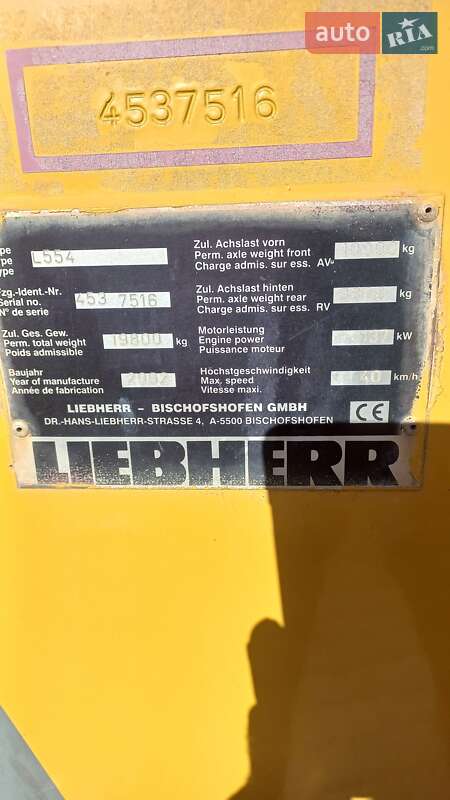 auto RIA
.com
4537516
ype
ype L554
ype
Fzg.-Ident.-Nr.
Serial no. 453 7516
N° de serie
Zul. Ges. Gew.
Perm. total weight 19800 kg
Poids admissible
Baujahr
Year of manufacture 2002
Année de fabrication
Zul. Achslast vorn
Perm. axle weight front kg
Charge admis. sur ess. AV
Zul. Achslast hinten
Perm. axle weight rear kg
Charge admis. sur ess. RV
Motorleistung
Engine power kW
Puissance moteur
Höchstgeschwindigkeit
Max. speed 40 km/h
Vitesse maxi.
LIEBHERR - BISCHOFSHOFEN GMBH
DR.-HANS-LIEBHERR-STRASSE 4, A-5500 BISCHOFSHOFEN
CE
LIEBHERR